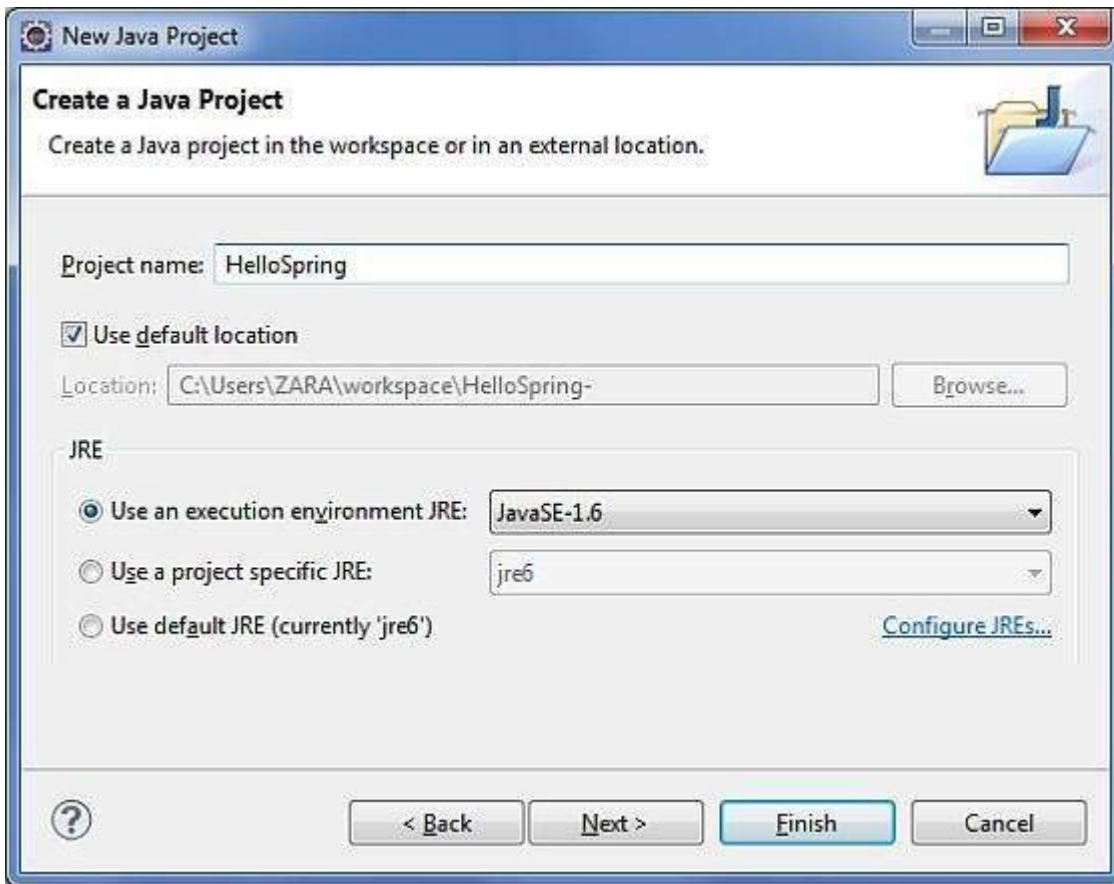 New Java Project
Create a Java Project
Create a Java project in the workspace or in an external location.
Project name: HelloSpring
Use default location
Location: C:\Users\ZARA\workspace\HelloSpring- Browse...
JRE
Use an execution environment JRE: JavaSE-1.6
Use a project specific JRE: jre6
Use default JRE (currently 'jre6') Configure JREs...
? < Back Next > Finish Cancel